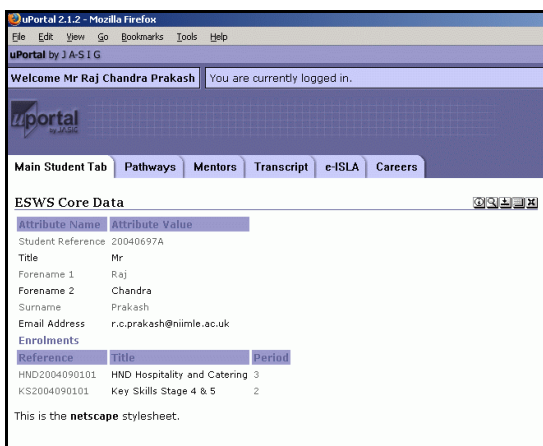 uPortal 2.1.2 - Mozilla Firefox
File Edit View Go Bookmarks Tools Help
uPortal by JA-SIG
Welcome Mr Raj Chandra Prakash You are currently logged in.
uportal
by JA-SIG
Main Student Tab Pathways Mentors Transcript e-ISLA Careers
ESWS Core Data
Attribute Name Attribute Value
Student Reference 20040697A
Title Mr
Forename 1 Raj
Forename 2 Chandra
Surname Prakash
Email Address r.c.prakash@niimle.ac.uk
Enrolments
Reference Title Period
HND2004090101 HND Hospitality and Catering 3
KS2004090101 Key Skills Stage 4 & 5 2
This is the netscape stylesheet.